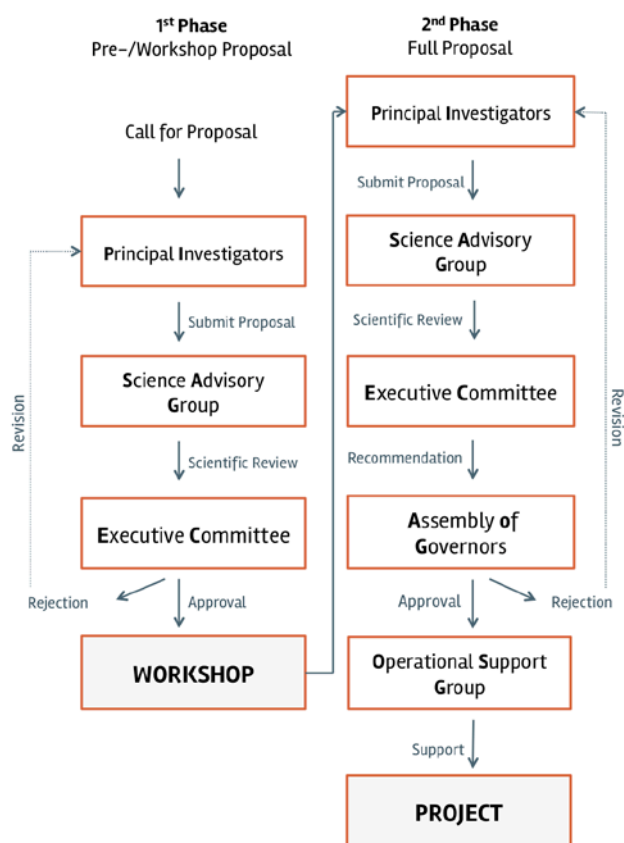 1st Phase
Pre-/Workshop Proposal
Call for Proposal
Principal Investigators
Submit Proposal
Science Advisory
Group
Scientific Review
Executive Committee
Rejection
Approval
Revision
WORKSHOP
2nd Phase
Full Proposal
Principal Investigators
Submit Proposal
Science Advisory
Group
Scientific Review
Executive Committee
Recommendation
Assembly of
Governors
Approval
Rejection
Revision
Operational Support
Group
Support
PROJECT